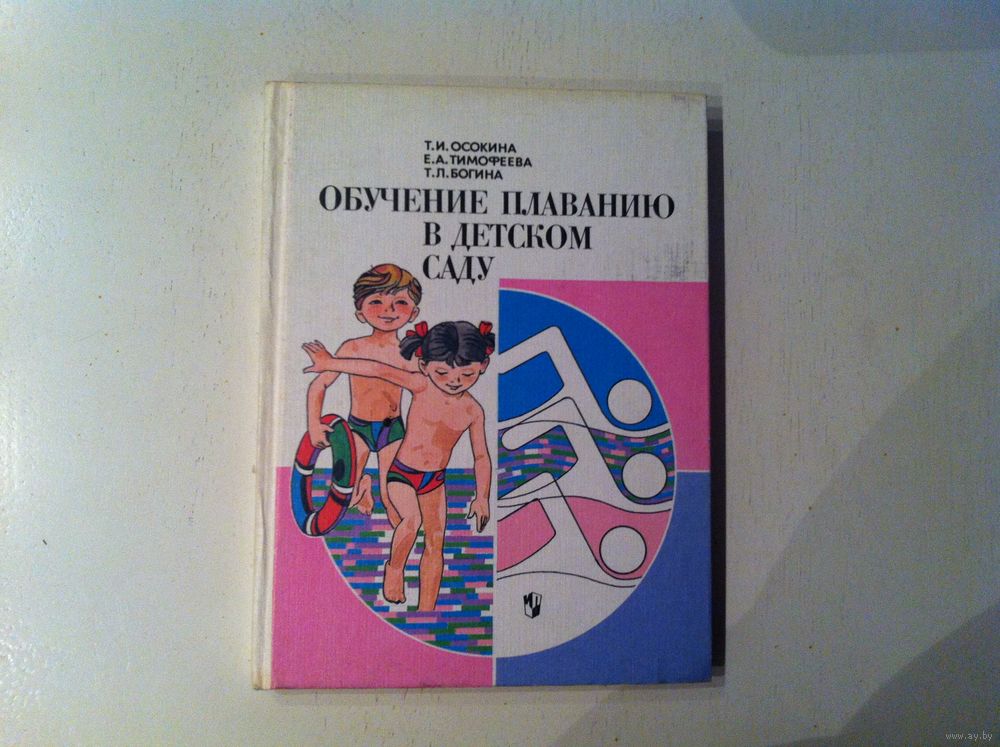 Т.И. ОСОКИНА
Е.А. ТИМОФЕЕВА
Т.Л. БОГИНА
ОБУЧЕНИЕ ПЛАВАНИЮ
В ДЕТСКОМ
САДУ
www.ay.by